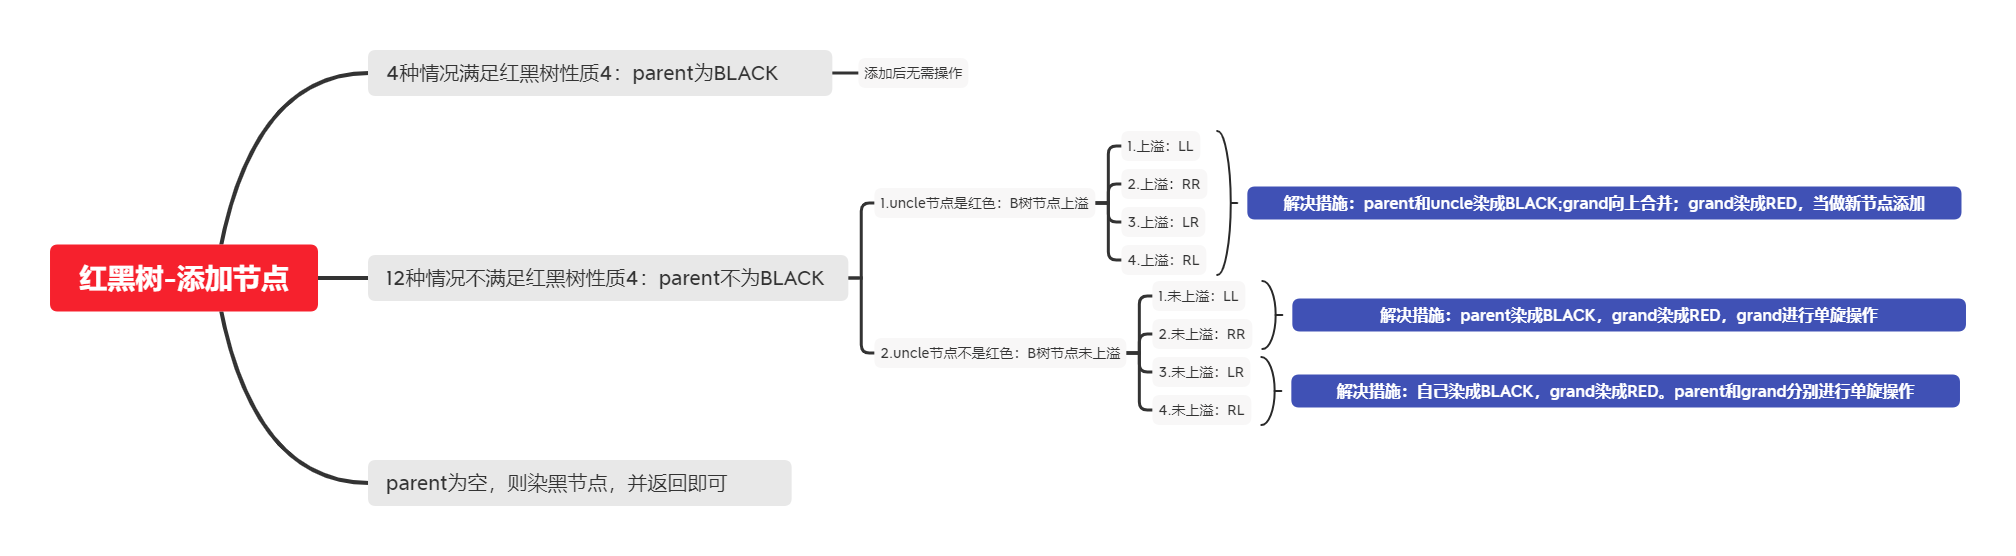 红黑树-添加节点
4种情况满足红黑树性质4：parent为BLACK
添加后无需操作
12种情况不满足红黑树性质4：parent不为BLACK
1.uncle节点是红色：B树节点上溢
1.上溢：LL
2.上溢：RR
3.上溢：LR
4.上溢：RL
解决措施：parent和uncle染成BLACK;grand向上合并；grand染成RED，当做新节点添加
2.uncle节点不是红色：B树节点未上溢
1.未上溢：LL
2.未上溢：RR
解决措施：parent染成BLACK，grand染成RED，grand进行单旋操作
3.未上溢：LR
4.未上溢：RL
解决措施：自己染成BLACK，grand染成RED。parent和grand分别进行单旋操作
parent为空，则染黑节点，并返回即可